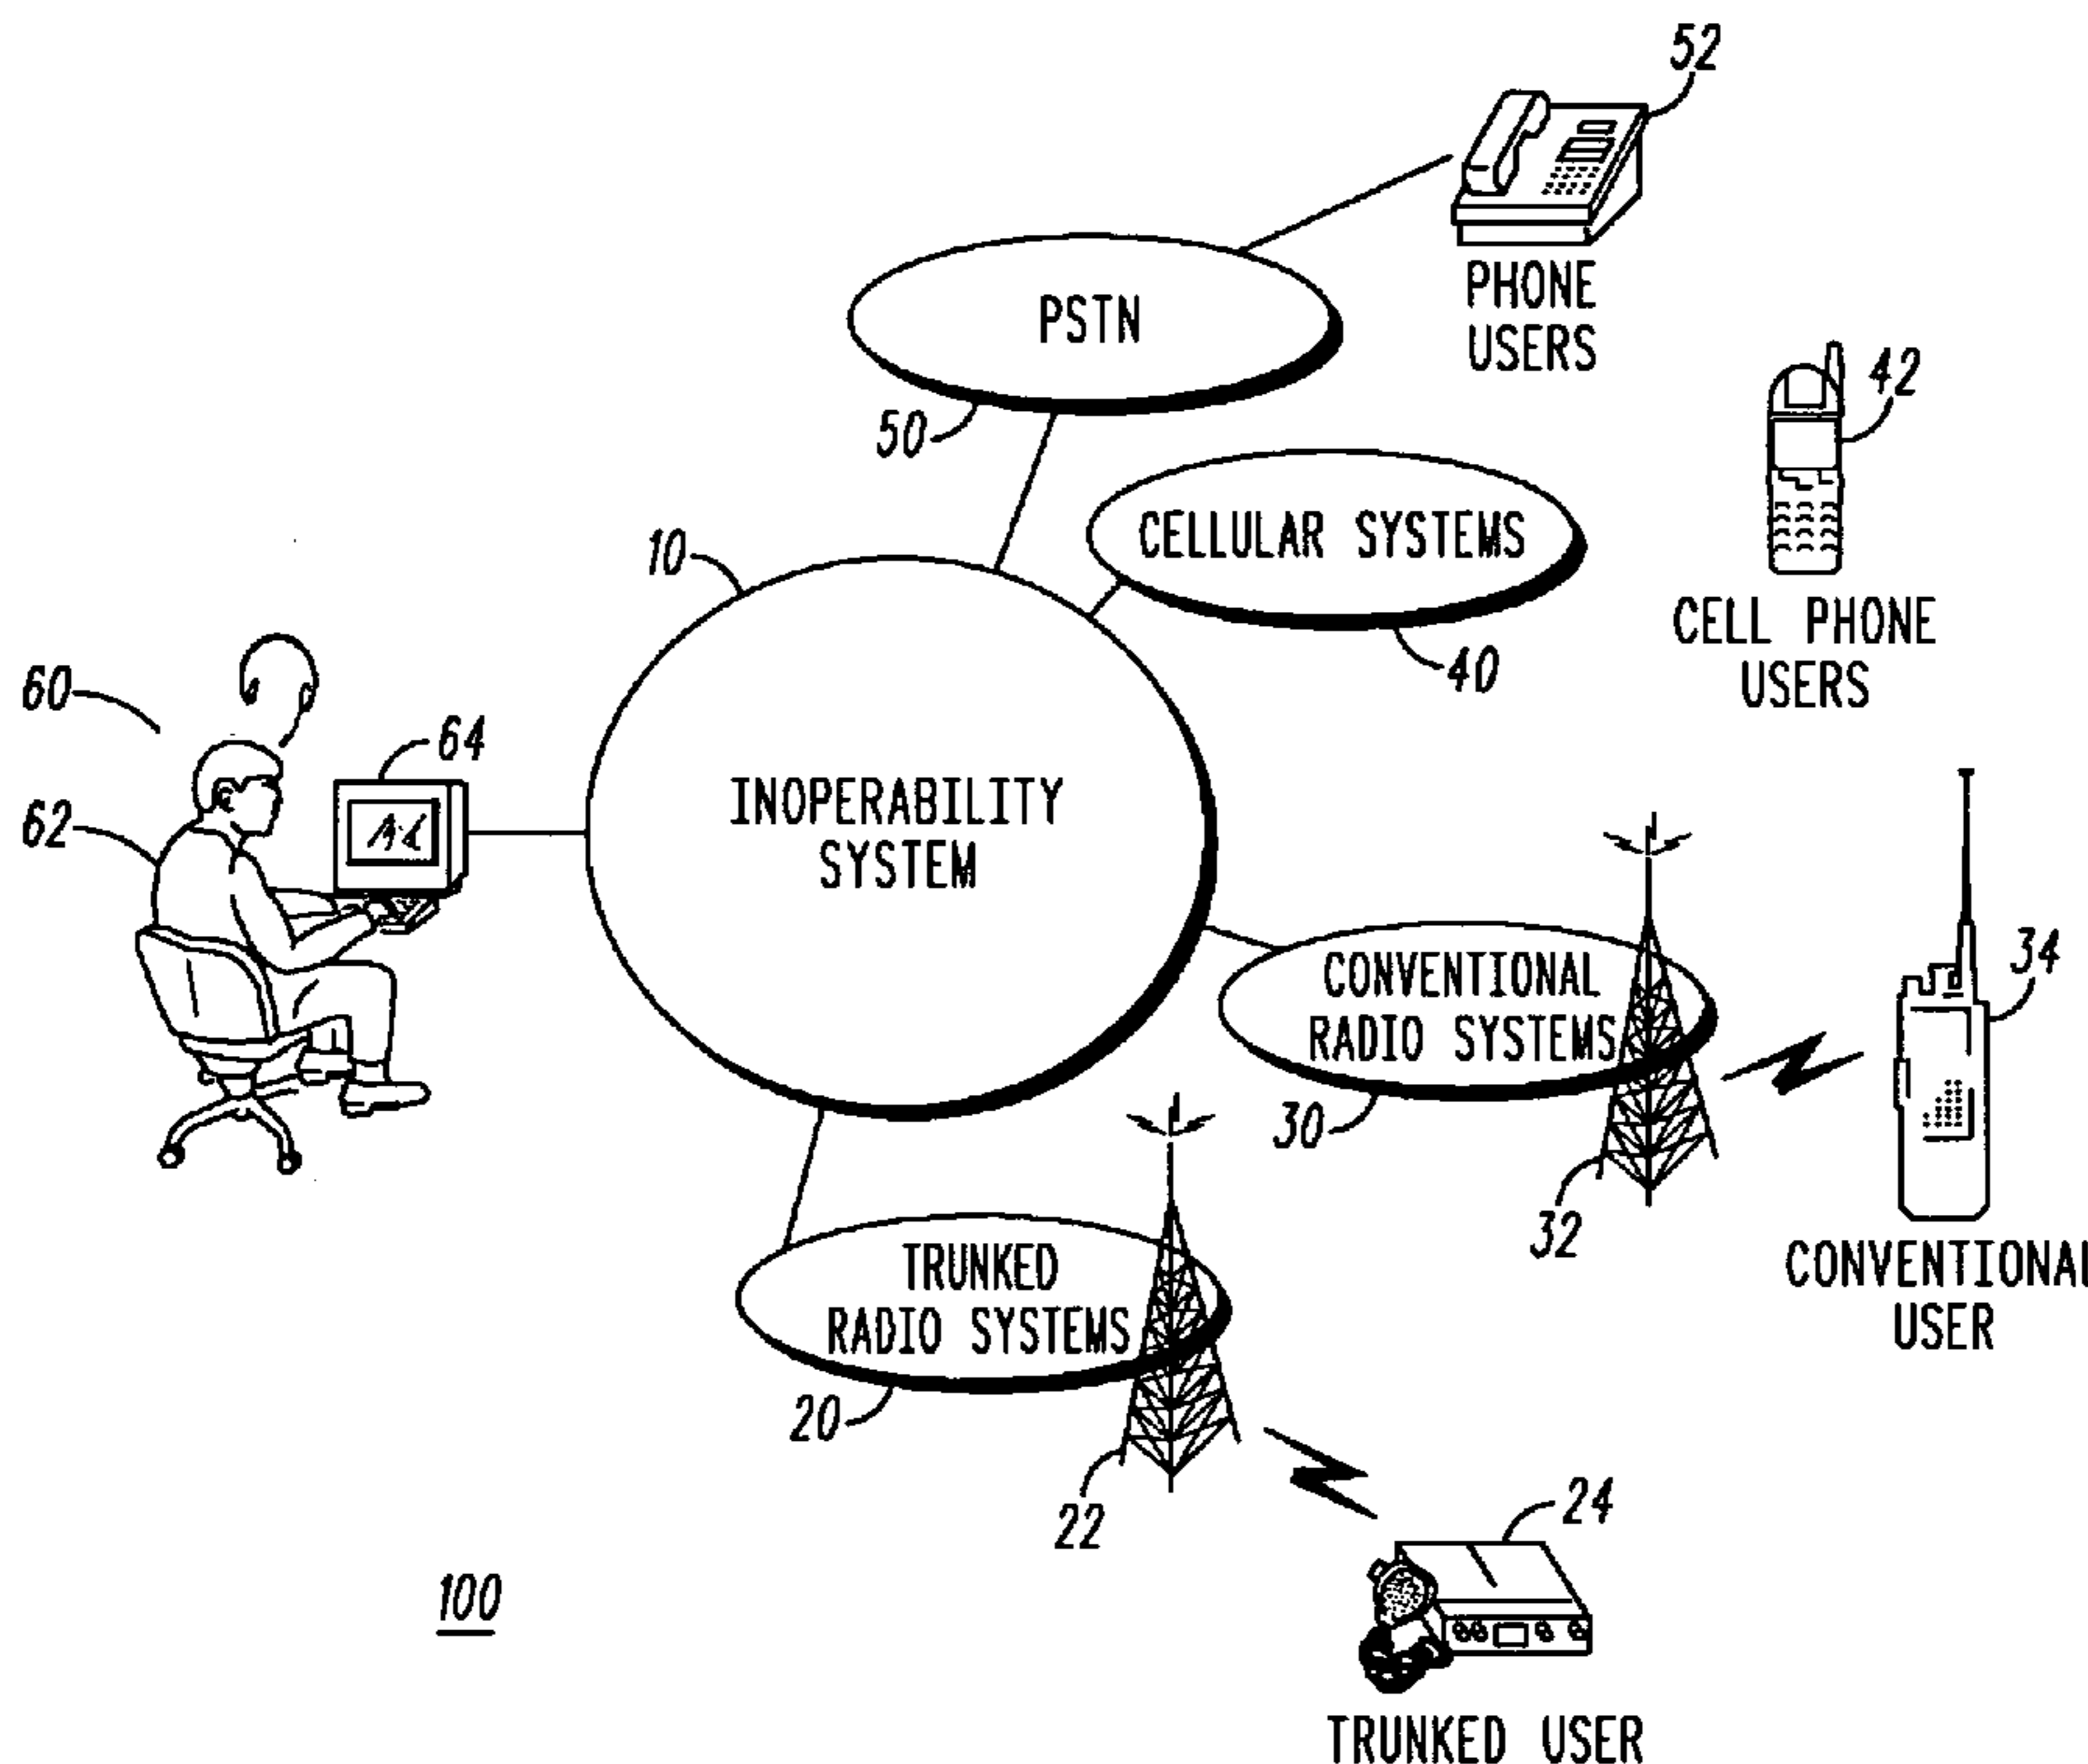 52
PHONE
USERS
PSTN
50
42
CELL PHONE
USERS
CELLULAR SYSTEMS
40
10
INOPERABILITY
SYSTEM
60
62
64
CONVENTIONAL
RADIO SYSTEMS
30
32
34
CONVENTIONAL
USER
TRUNKED
RADIO SYSTEMS
20
22
24
TRUNKED USER
100